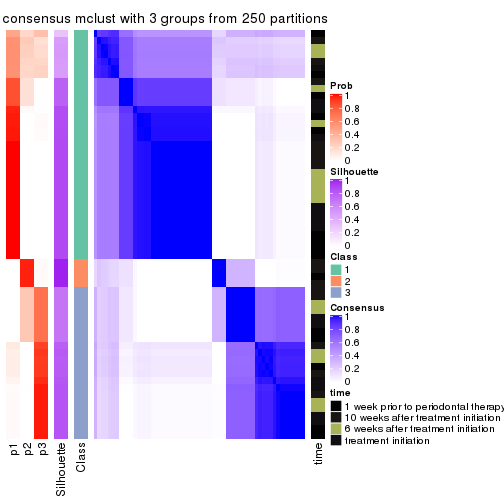 consensus mclust with 3 groups from 250 partitions
Prob
1
0.8
0.6
0.4
0.2
0
Silhouette
1
0.8
0.6
0.4
0.2
0
Class
1
2
3
Consensus
1
0.8
0.6
0.4
0.2
0
time
1 week prior to periodontal therapy
10 weeks after treatment initiation
6 weeks after treatment initiation
treatment initiation
p1
p2
p3
Silhouette
Class
time